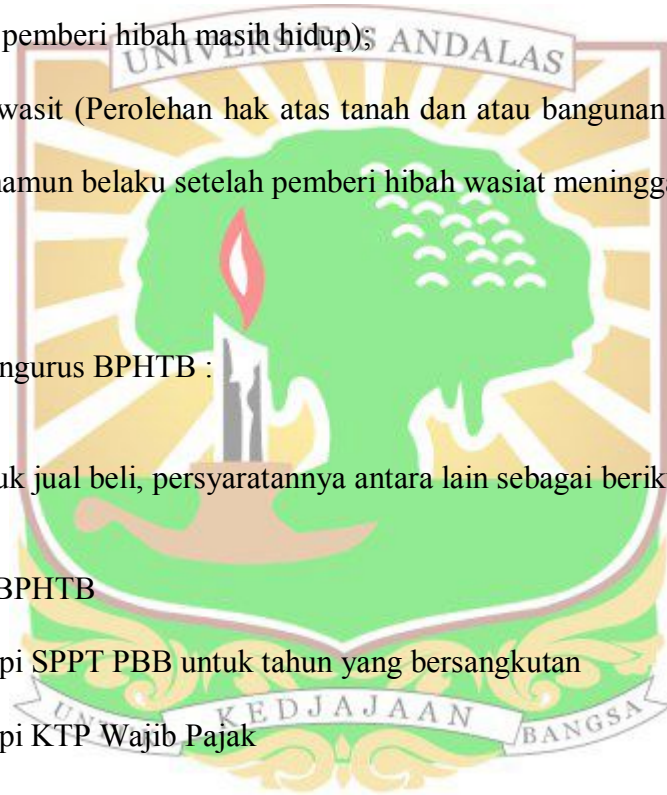 pemberi hibah masih hidup);
UNIVERSITAS ANDALAS
wasit (Perolehan hak atas tanah dan atau bangunan
namun belaku setelah pemberi hibah wasiat meningga
ngurus BPHTB :
uk jual beli, persyaratannya antara lain sebagai berik
BPHTB
pi SPPT PBB untuk tahun yang bersangkutan
UNTUK KEDJAJAAN BANGSA
pi KTP Wajib Pajak